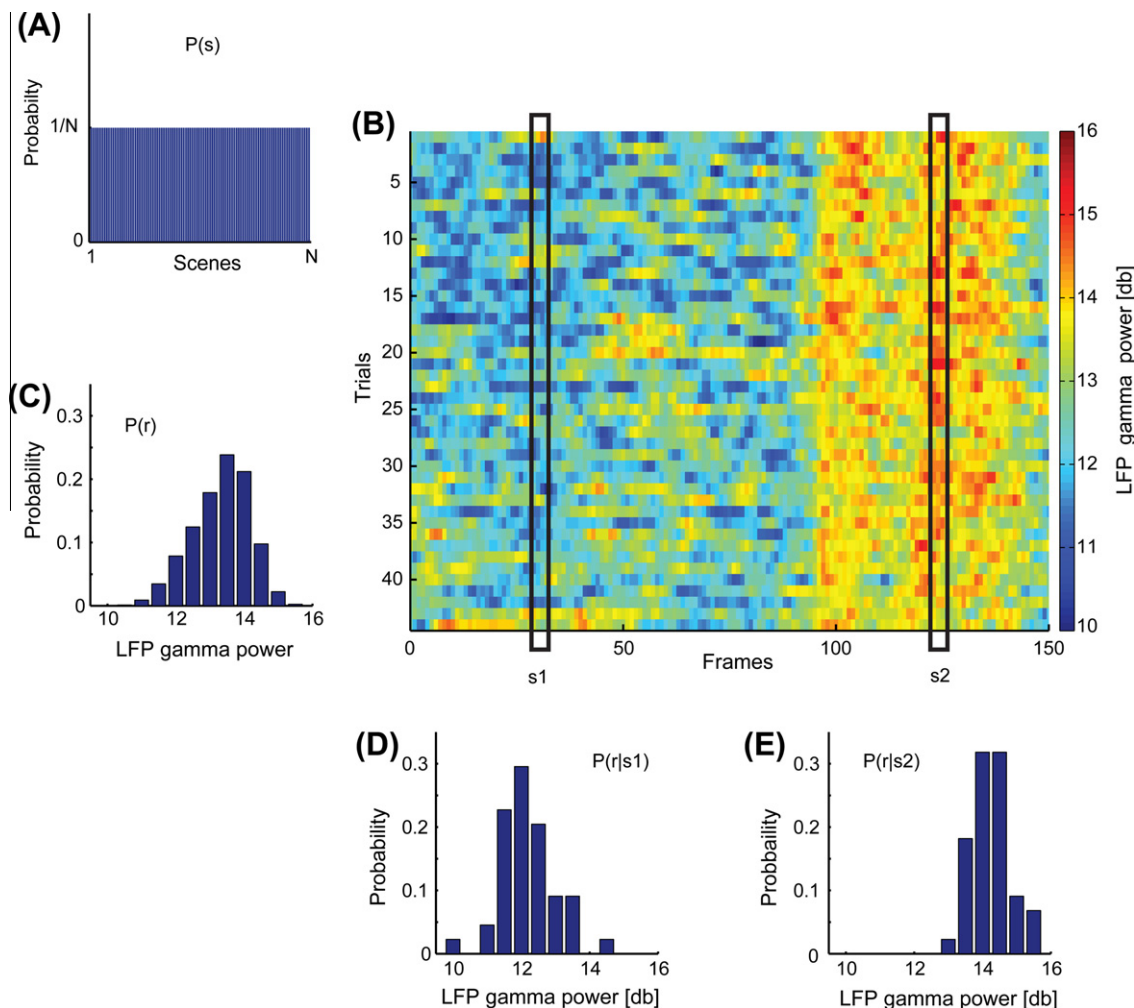 (A)
P(s)
Probabilty
1/N
0
1
Scenes
N
(B)
Trials
5
10
15
20
25
30
35
40
0
50
Frames
100
150
s1
s2
16
15
14
13
12
11
10
LFP gamma power [db]
(C)
P(r)
Probability
0.3
0.2
0.1
0
10
12
14
16
LFP gamma power
(D)
P(r|s1)
Probability
0.3
0.2
0.1
0
10
12
14
16
LFP gamma power [db]
(E)
P(r|s2)
Probbaility
0.3
0.2
0.1
0
10
12
14
16
LFP gamma power [db]